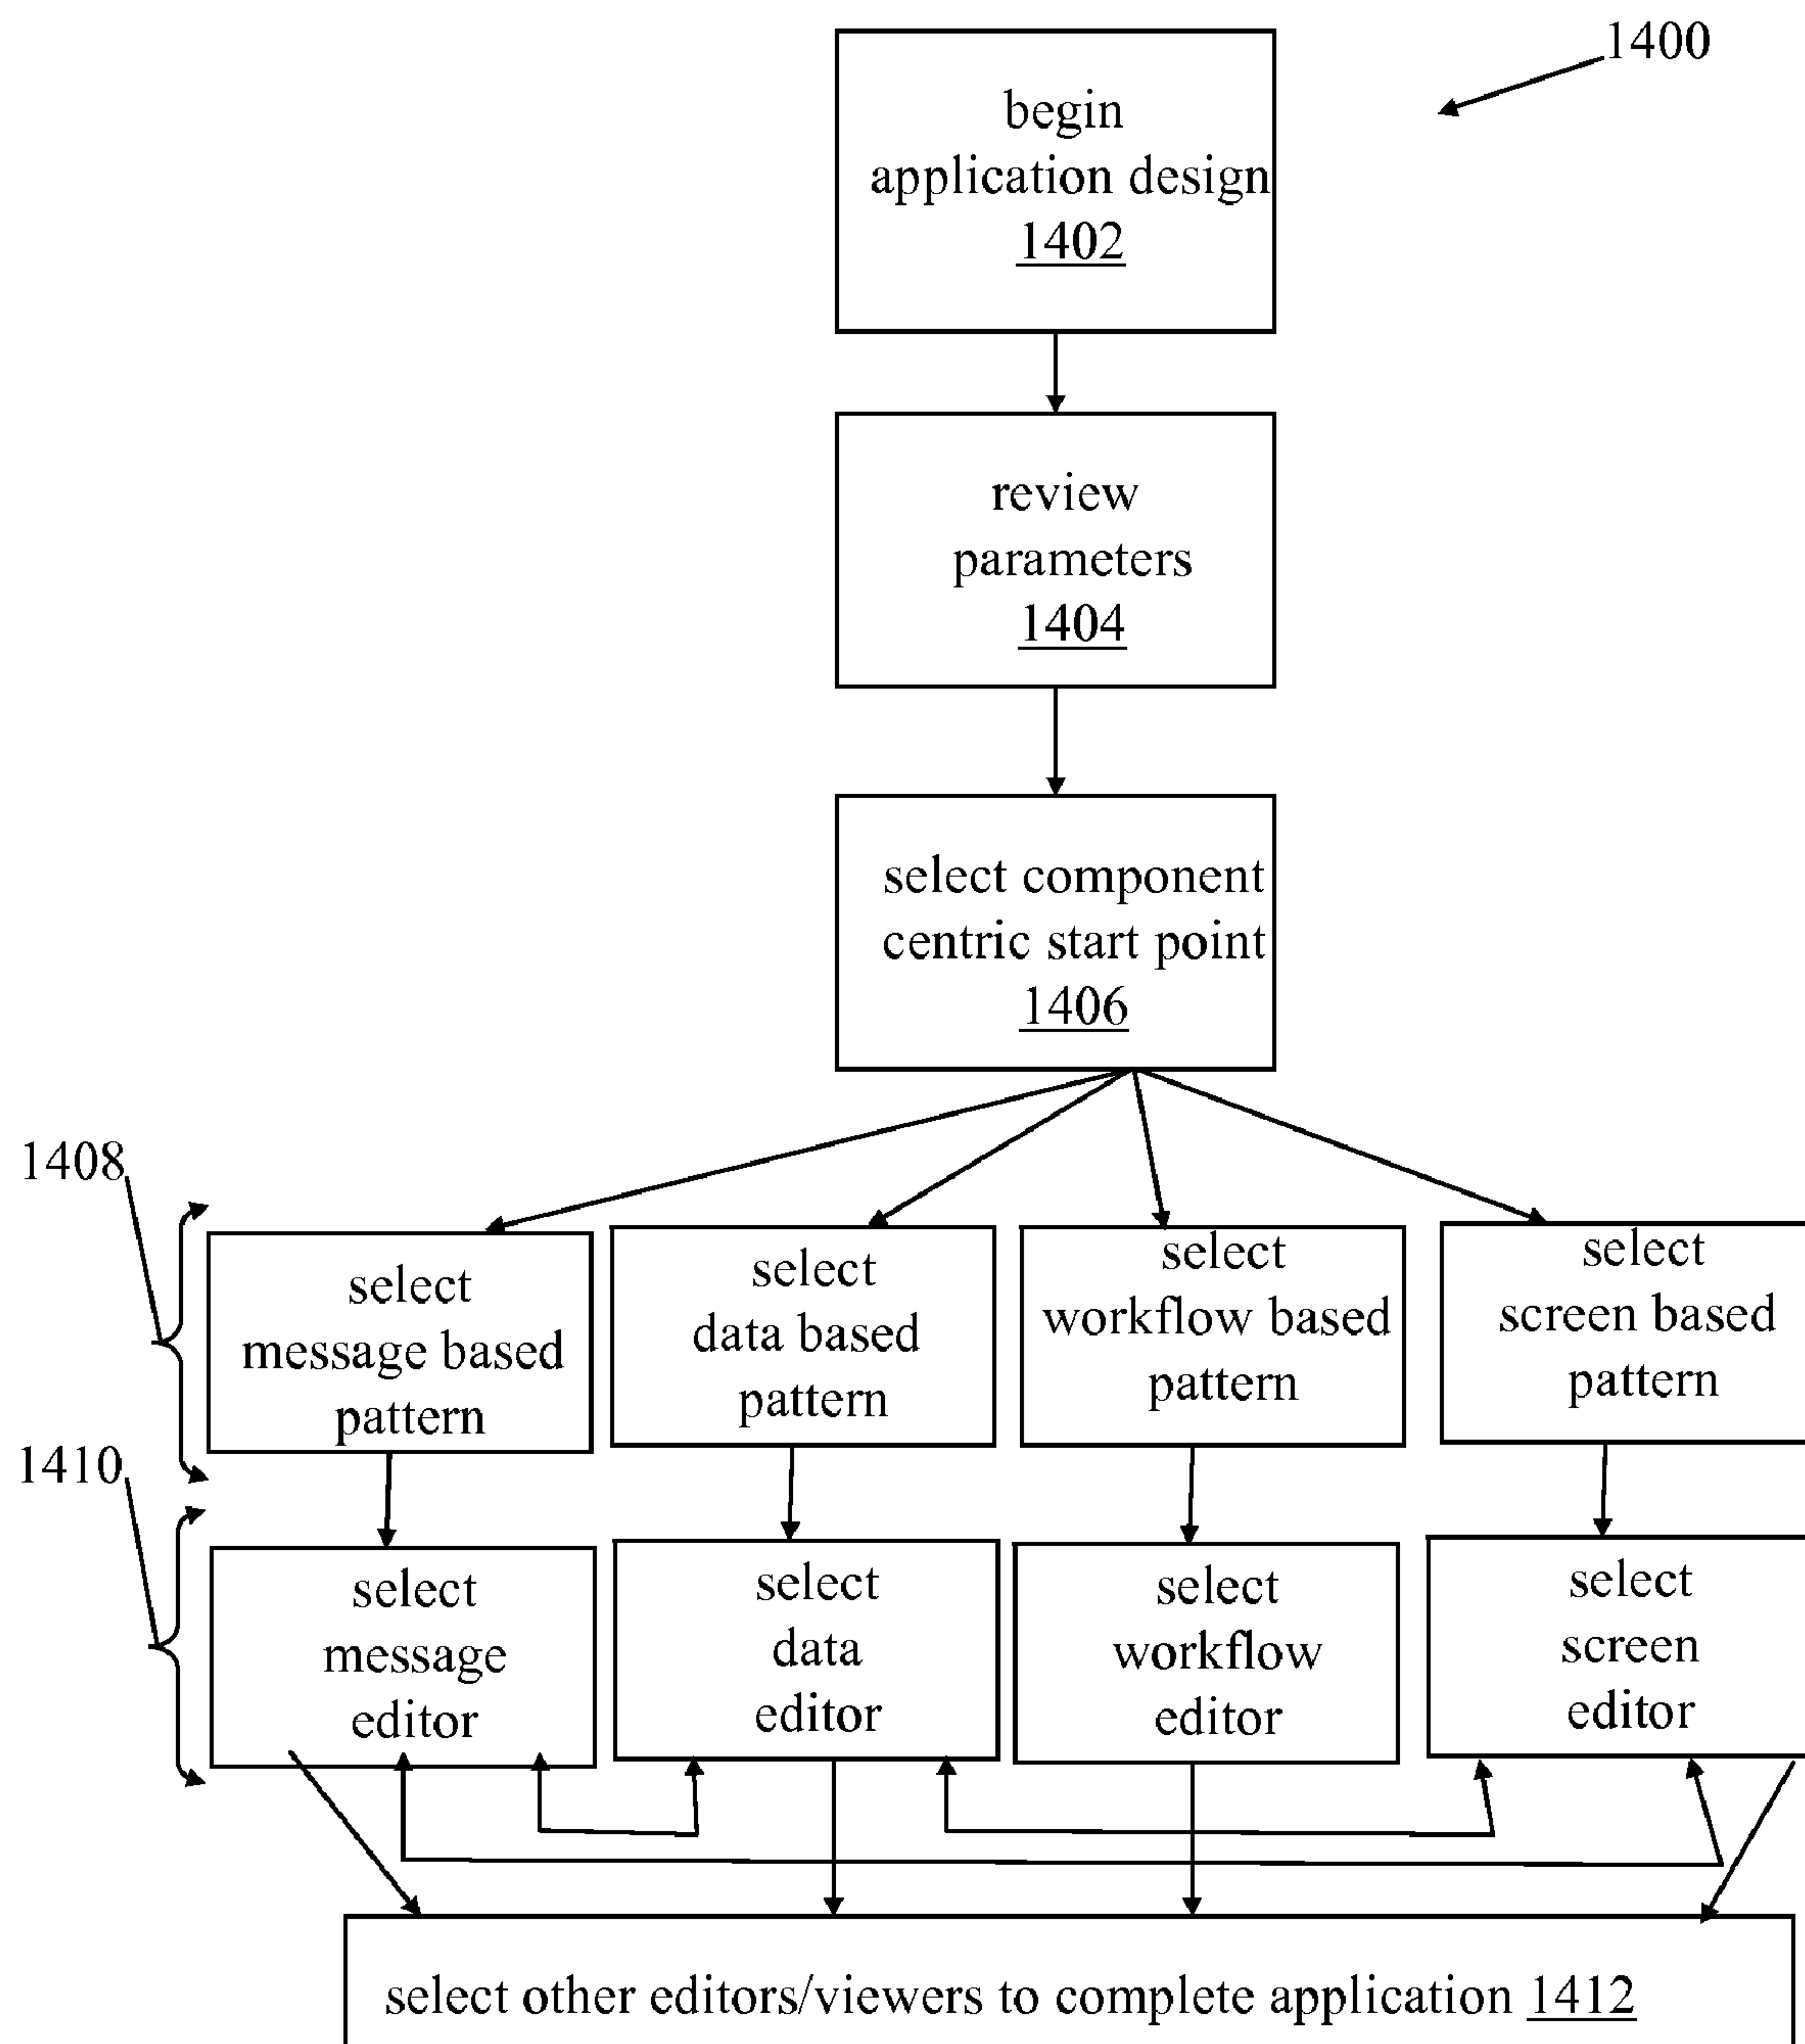 1400
begin
application design
1402
review
parameters
1404
select component
centric start point
1406
1408
select
message based
pattern
select
data based
pattern
select
workflow based
pattern
select
screen based
pattern
1410
select
message
editor
select
data
editor
select
workflow
editor
select
screen
editor
select other editors/viewers to complete application 1412